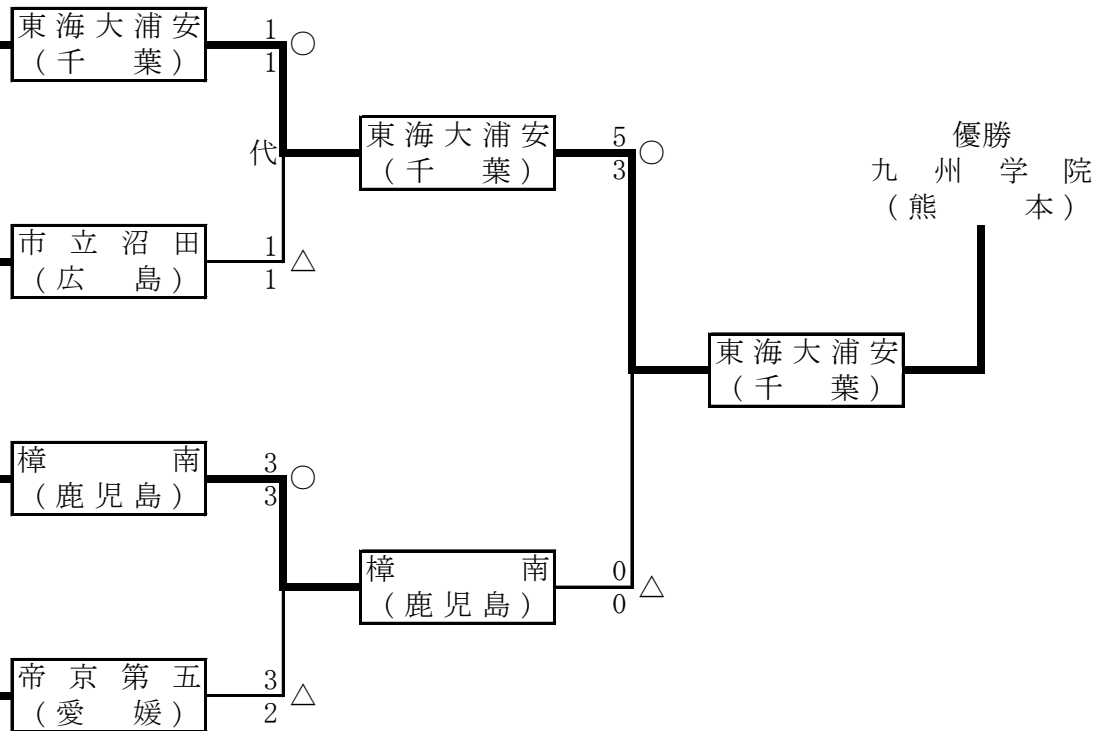 東海大浦安
(千 葉)
1
1
○
代
市立沼田
(広 島)
1
1
△
東海大浦安
(千 葉)
5
3
○
優勝
九州学院
(熊 本)
東海大浦安
(千 葉)
樟 南
(鹿児島)
3
3
○
樟 南
(鹿児島)
0
0
△
帝京第五
(愛 媛)
3
2
△